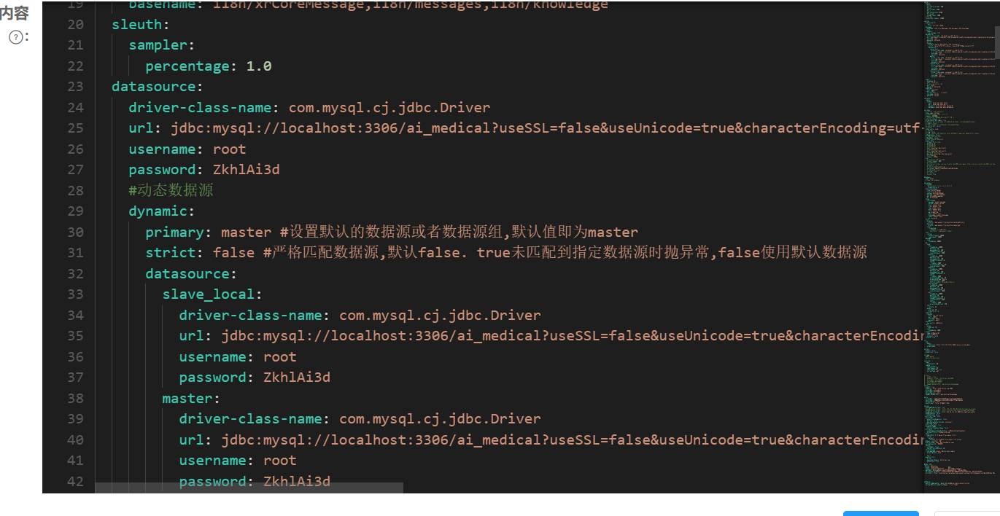 内容
?:
19 basename: i18n/xrCoreMessage,i18n/messages,i18n/knowledge
20 sleuth:
21 sampler:
22 percentage: 1.0
23 datasource:
24 driver-class-name: com.mysql.cj.jdbc.Driver
25 url: jdbc:mysql://localhost:3306/ai_medical?useSSL=false&useUnicode=true&characterEncoding=utf-
26 username: root
27 password: ZkhlAi3d
28 #动态数据源
29 dynamic:
30 primary: master #设置默认的数据源或者数据源组,默认值即为master
31 strict: false #严格匹配数据源,默认false. true未匹配到指定数据源时抛异常,false使用默认数据源
32 datasource:
33 slave_local:
34 driver-class-name: com.mysql.cj.jdbc.Driver
35 url: jdbc:mysql://localhost:3306/ai_medical?useSSL=false&useUnicode=true&characterEncodin
36 username: root
37 password: ZkhlAi3d
38 master:
39 driver-class-name: com.mysql.cj.jdbc.Driver
40 url: jdbc:mysql://localhost:3306/ai_medical?useSSL=false&useUnicode=true&characterEncodin
41 username: root
42 password: ZkhlAi3d